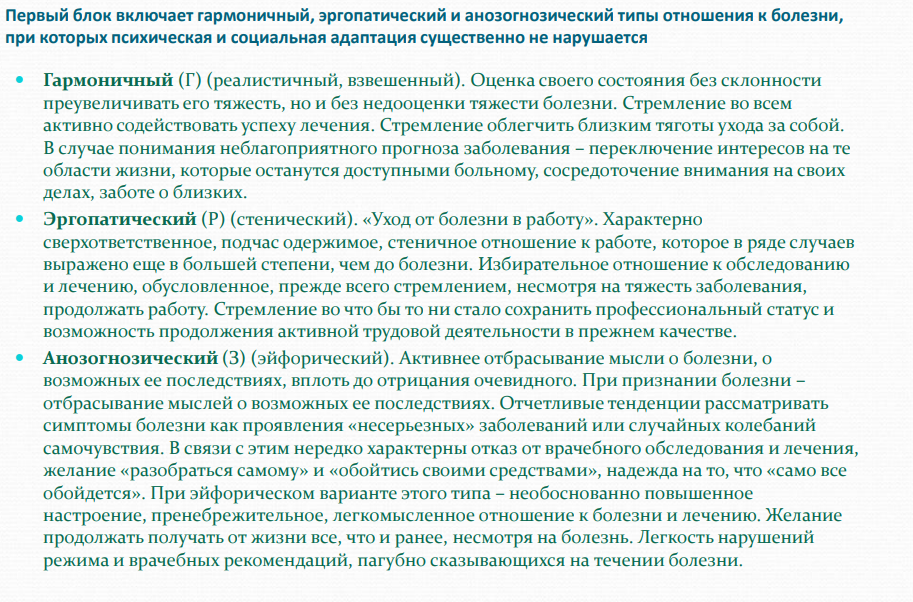 Первый блок включает гармоничный, эргопатический и анозогнозический типы отношения к болезни,
при которых психическая и социальная адаптация существенно не нарушается
• Гармоничный (Г) (реалистичный, взвешенный). Оценка своего состояния без склонности
преувеличивать его тяжесть, но и без недооценки тяжести болезни. Стремление во всем
активно содействовать успеху лечения. Стремление облегчить близким тяготы ухода за собой.
В случае понимания неблагоприятного прогноза заболевания – переключение интересов на те
области жизни, которые останутся доступными больному, сосредоточение внимания на своих
делах, заботе о близких.
• Эргопатический (Р) (стенический). «Уход от болезни в работу». Характерно
сверхответственное, подчас одержимое, стеничное отношение к работе, которое в ряде случаев
выражено еще в большей степени, чем до болезни. Избирательное отношение к обследованию
и лечению, обусловленное, прежде всего стремлением, несмотря на тяжесть заболевания,
продолжать работу. Стремление во что бы то ни стало сохранить профессиональный статус и
возможность продолжения активной трудовой деятельности в прежнем качестве.
• Анозогнозический (З) (эйфорический). Активнее отбрасывание мысли о болезни, о
возможных ее последствиях, вплоть до отрицания очевидного. При признании болезни –
отбрасывание мыслей о возможных ее последствиях. Отчетливые тенденции рассматривать
симптомы болезни как проявления «несерьезных» заболеваний или случайных колебаний
самочувствия. В связи с этим нередко характерны отказ от врачебного обследования и лечения,
желание «разобраться самому» и «обойтись своими средствами», надежда на то, что «само все
обойдется». При эйфорическом варианте этого типа – необоснованно повышенное
настроение, пренебрежительное, легкомысленное отношение к болезни и лечению. Желание
продолжать получать от жизни все, что и ранее, несмотря на болезнь. Легкость нарушений
режима и врачебных рекомендаций, пагубно сказывающихся на течении болезни.